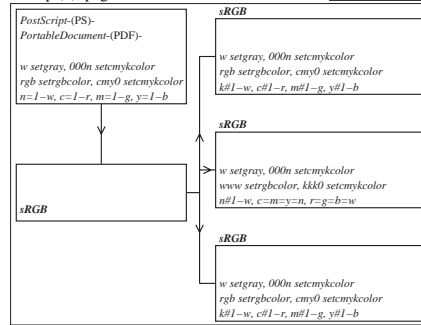 PostScript-(PS)-
PortableDocument-(PDF)-
w setgray, 000n setcmykcolor
rgb setrgbcolor, cmy0 setcmykcolor
n=1−w, c=1−r, m=1−g, y=1−b
sRGB
sRGB
w setgray, 000n setcmykcolor
rgb setrgbcolor, cmy0 setcmykcolor
k#1−w, c#1−r, m#1−g, y#1−b
sRGB
w setgray, 000n setcmykcolor
www setrgbcolor, kkk0 setcmykcolor
n#1−w, c=m=y=n, r=g=b=w
sRGB
w setgray, 000n setcmykcolor
rgb setrgbcolor, cmy0 setcmykcolor
k#1−w, c#1−r, m#1−g, y#1−b